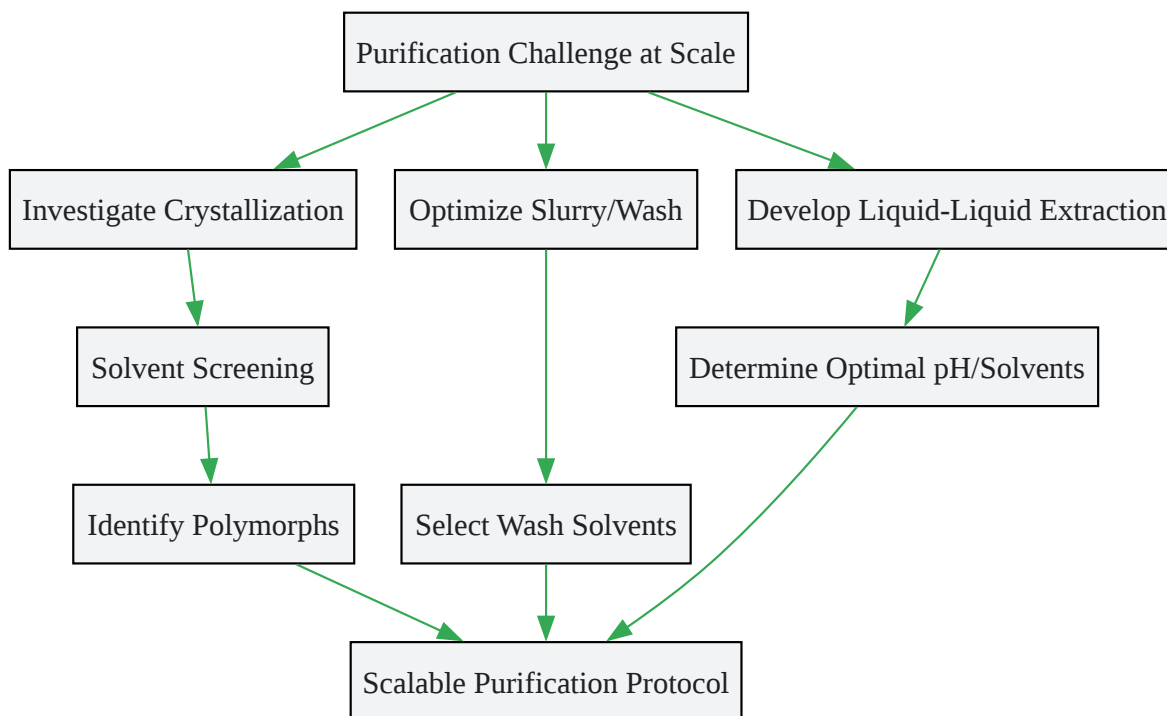 Purification Challenge at Scale
Investigate Crystallization
Optimize Slurry/Wash
Develop Liquid-Liquid Extraction
Solvent Screening
Determine Optimal pH/Solvents
Identify Polymorphs
Select Wash Solvents
Scalable Purification Protocol